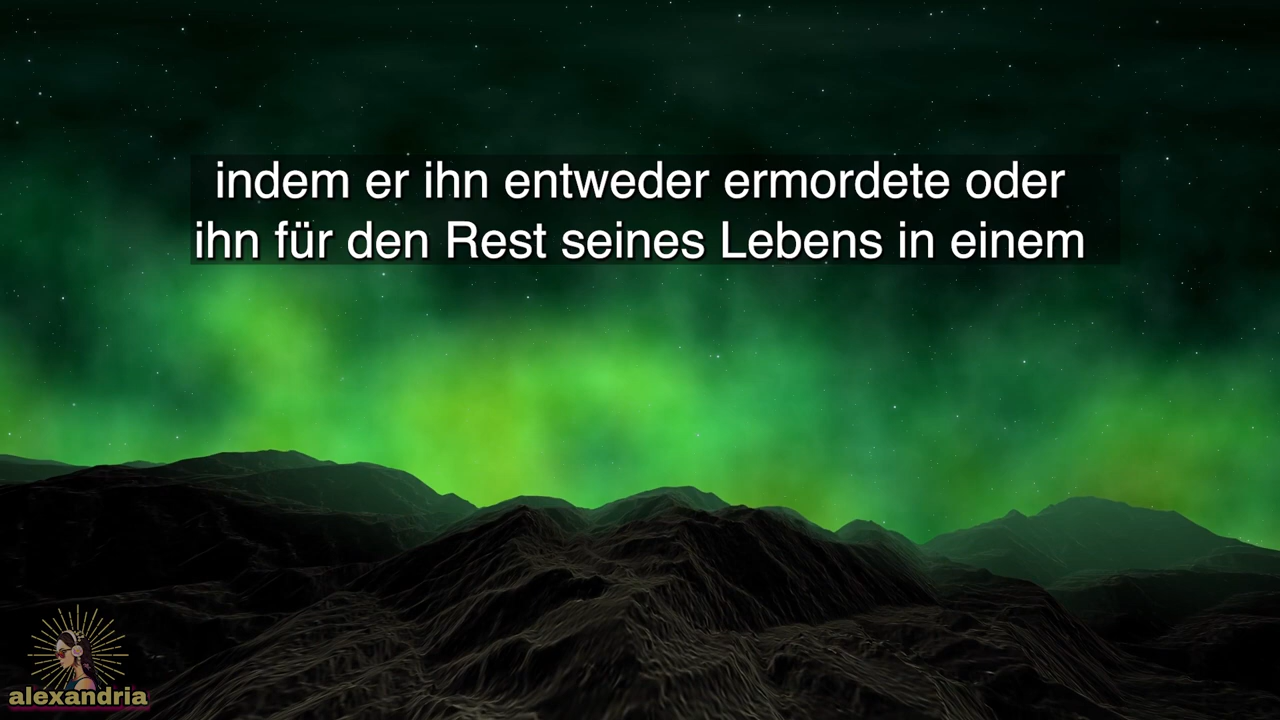 indem er ihn entweder ermordete oder
ihn für den Rest seines Lebens in einem
alexandria